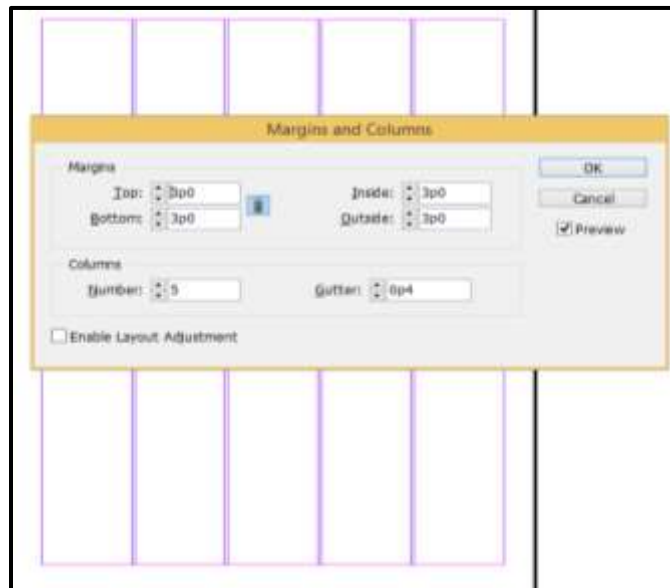 Margins and Columns
Margins
Top: 3p0
Bottom: 3p0
Inside: 3p0
Outside: 3p0
OK
Cancel
Preview
Columns
Number: 5
Gutter: 0p4
Enable Layout Adjustment